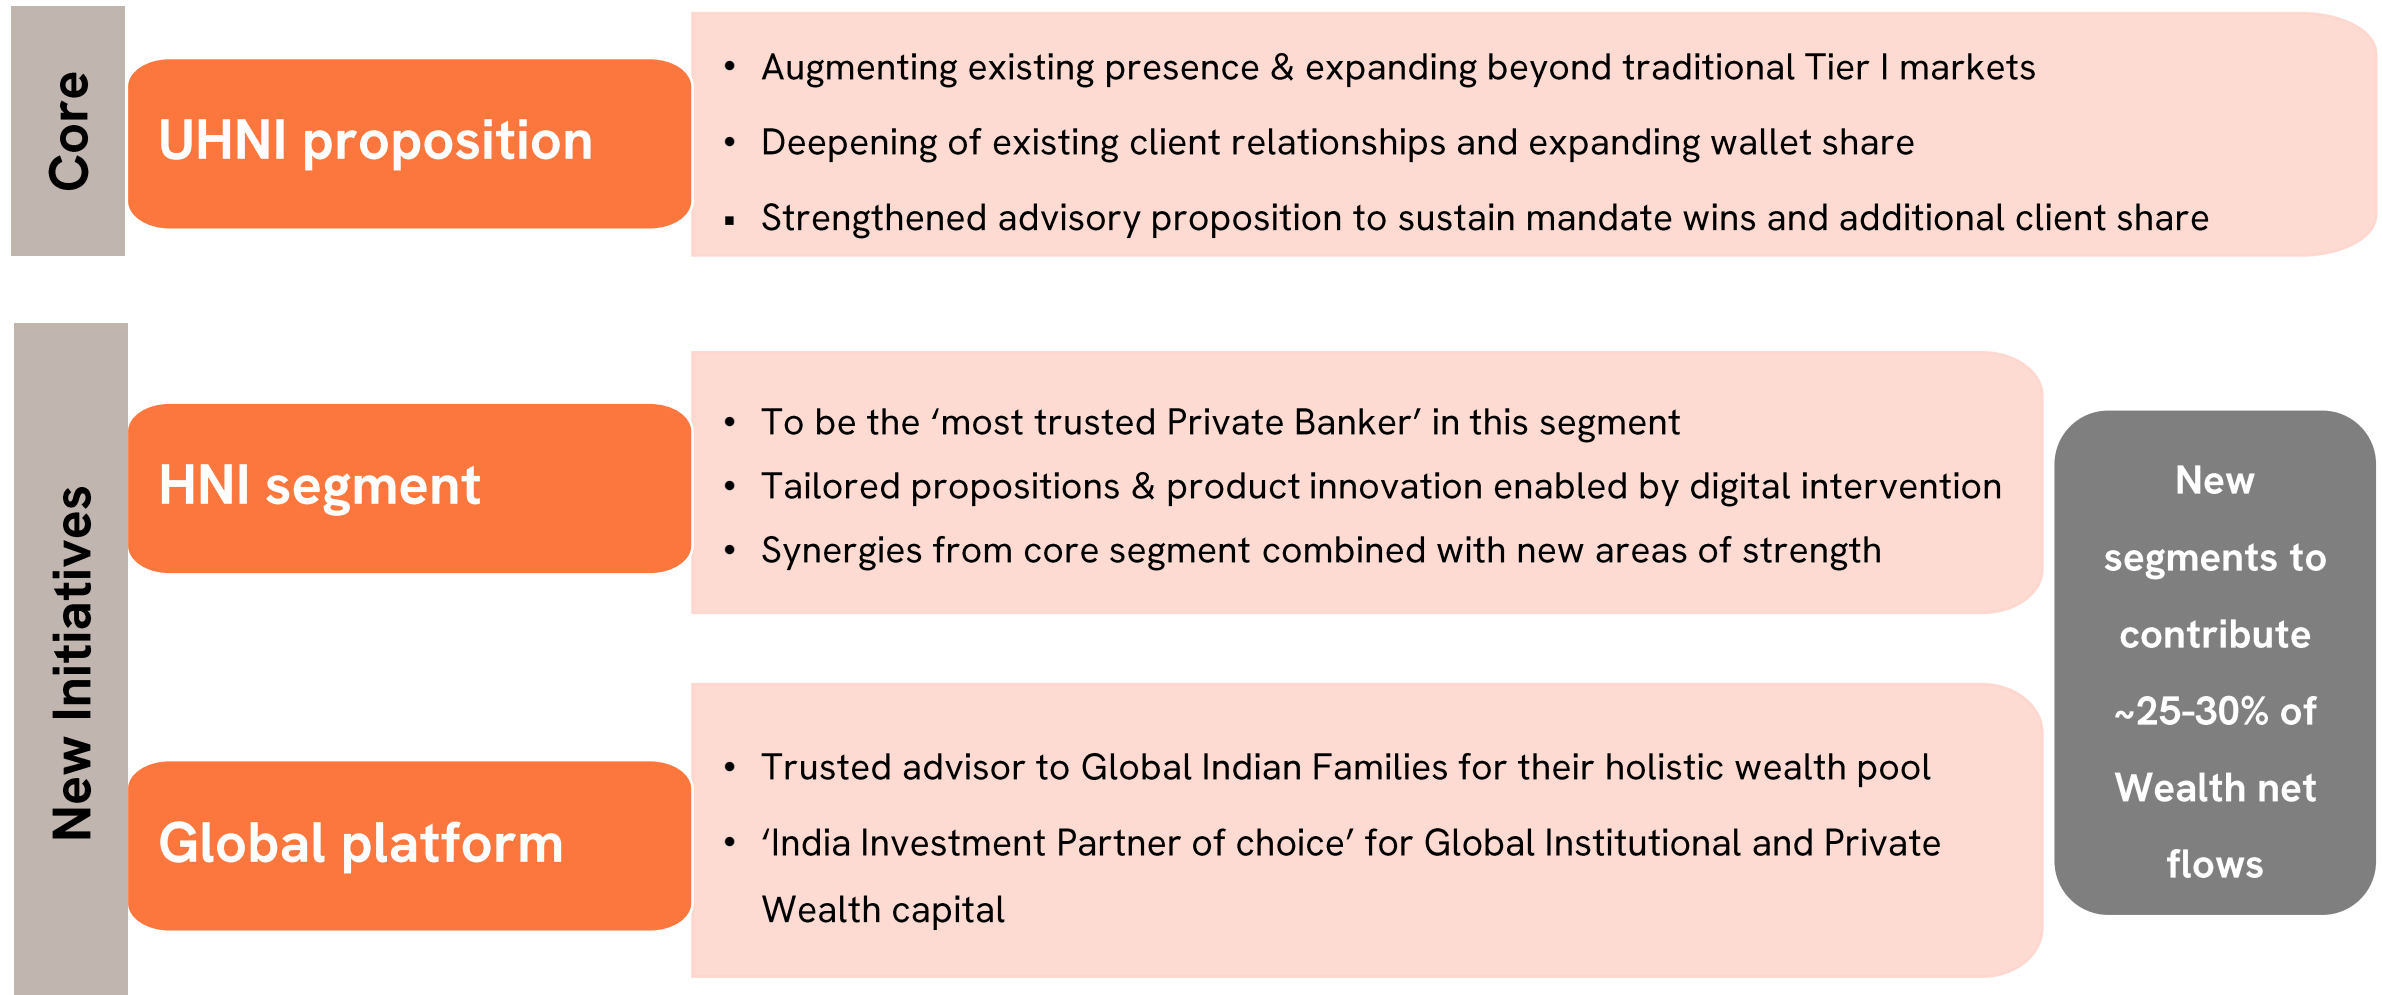 Core
UHNI proposition
• Augmenting existing presence & expanding beyond traditional Tier I markets
• Deepening of existing client relationships and expanding wallet share
▪ Strengthened advisory proposition to sustain mandate wins and additional client share
New Initiatives
HNI segment
• To be the ‘most trusted Private Banker’ in this segment
• Tailored propositions & product innovation enabled by digital intervention
• Synergies from core segment combined with new areas of strength
Global platform
• Trusted advisor to Global Indian Families for their holistic wealth pool
• ‘India Investment Partner of choice’ for Global Institutional and Private
Wealth capital
New
segments to
contribute
~25-30% of
Wealth net
flows